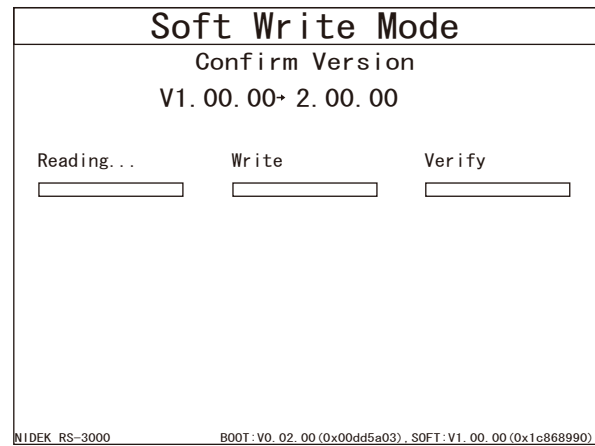 Soft Write Mode
Confirm Version
V1.00.00→ 2.00.00
Reading... Write Verify
NIDEK RS-3000 BOOT:V0.02.00(0x00dd5a03),SOFT:V1.00.00(0x1c868990)